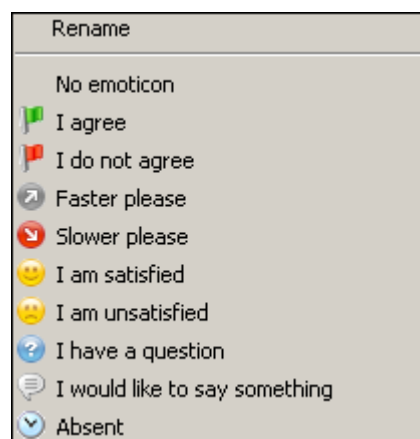 Rename
No emoticon
I agree
I do not agree
Faster please
Slower please
I am satisfied
I am unsatisfied
I have a question
I would like to say something
Absent